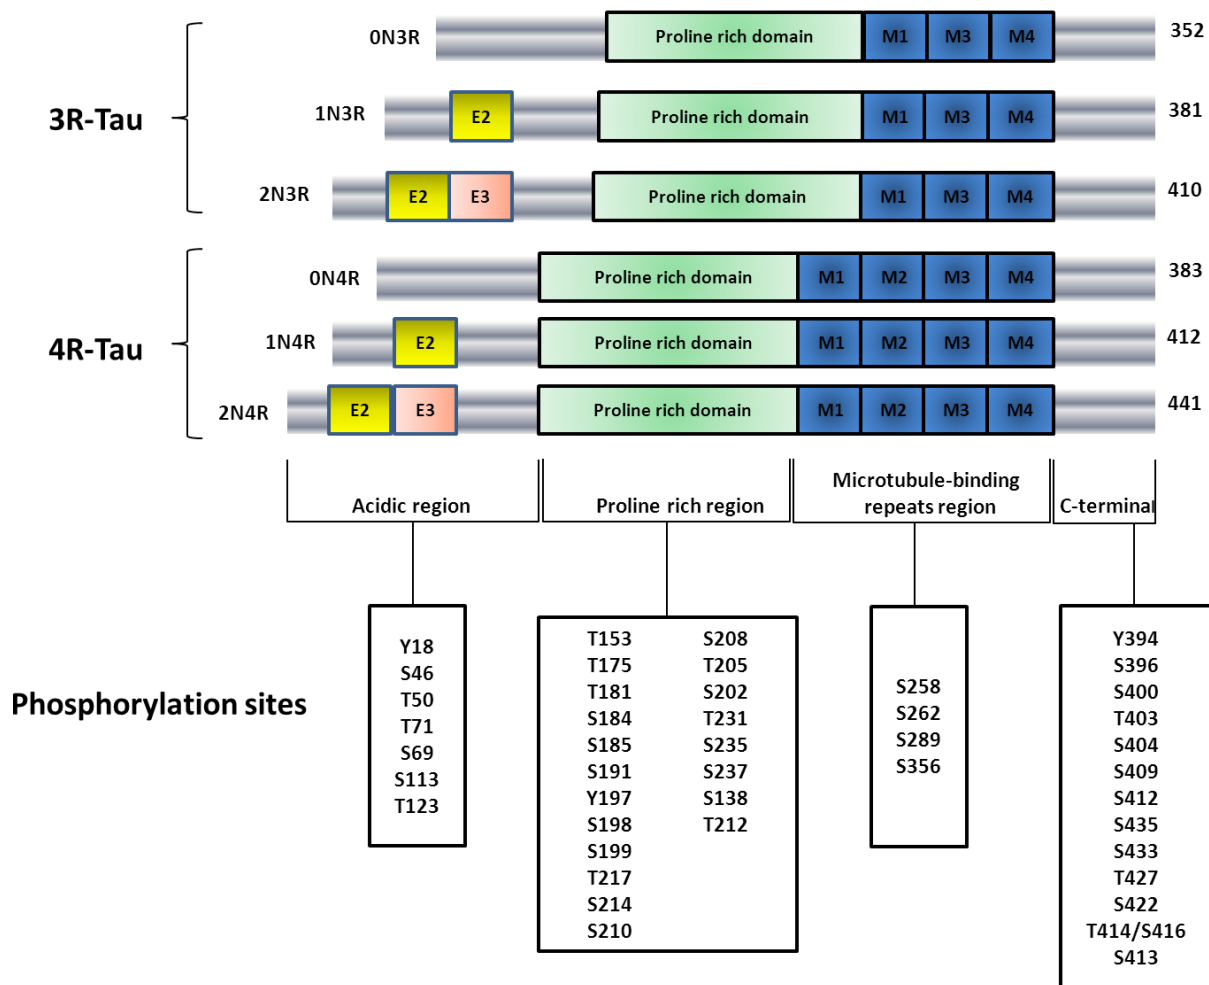 0N3R Proline rich domain M1 M3 M4 352
3R-Tau
1N3R E2 Proline rich domain M1 M3 M4 381
2N3R E2 E3 Proline rich domain M1 M3 M4 410
0N4R Proline rich domain M1 M2 M3 M4 383
4R-Tau
1N4R E2 Proline rich domain M1 M2 M3 M4 412
2N4R E2 E3 Proline rich domain M1 M2 M3 M4 441
Acidic region
Proline rich region
Microtubule-binding
repeats region
C-terminal
Phosphorylation sites
Y18
S46
T50
T71
S69
S113
T123
T153
T175
T181
S184
S185
S191
Y197
S198
S199
T217
S214
S210
S208
T205
S202
T231
S235
S237
S138
T212
S258
S262
S289
S356
Y394
S396
S400
T403
S404
S409
S412
S435
S433
T427
S422
T414/S416
S413